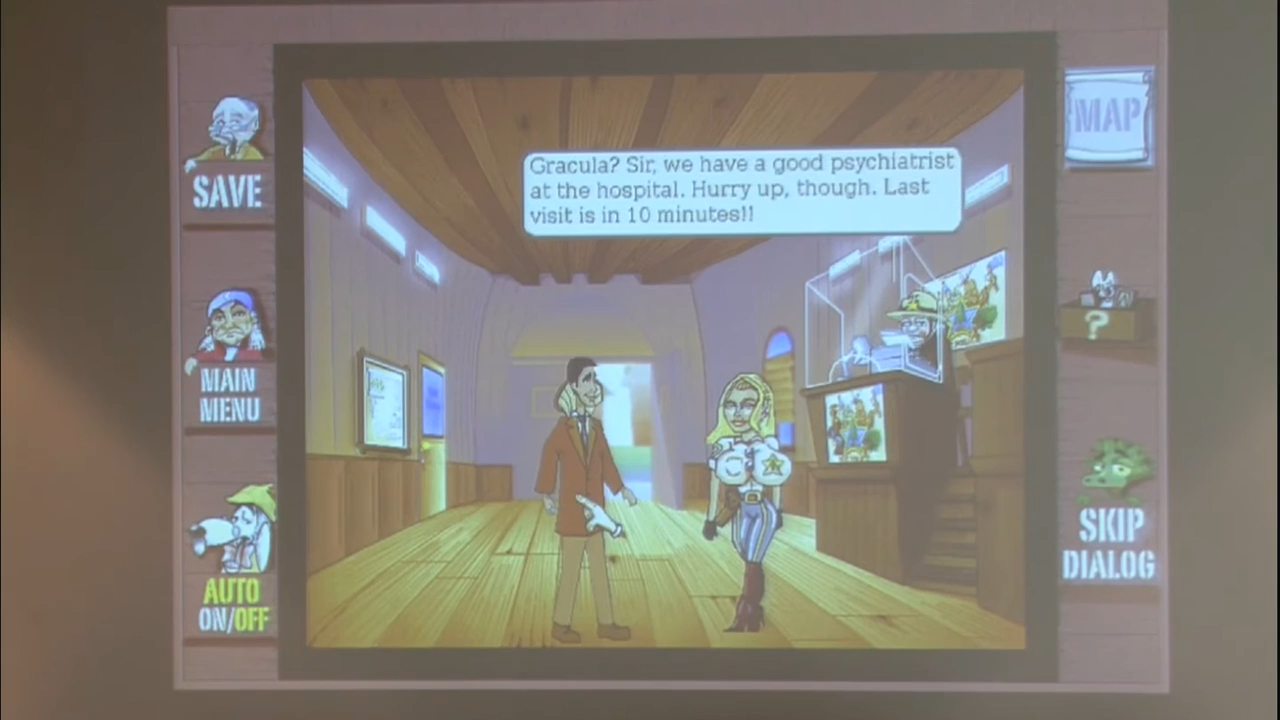 Gracula? Sir, we have a good psychiatrist
at the hospital. Hurry up, though. Last
visit is in 10 minutes!!
SAVE
MAIN
MENU
AUTO
ON/OFF
MAP
?
SKIP
DIALOG